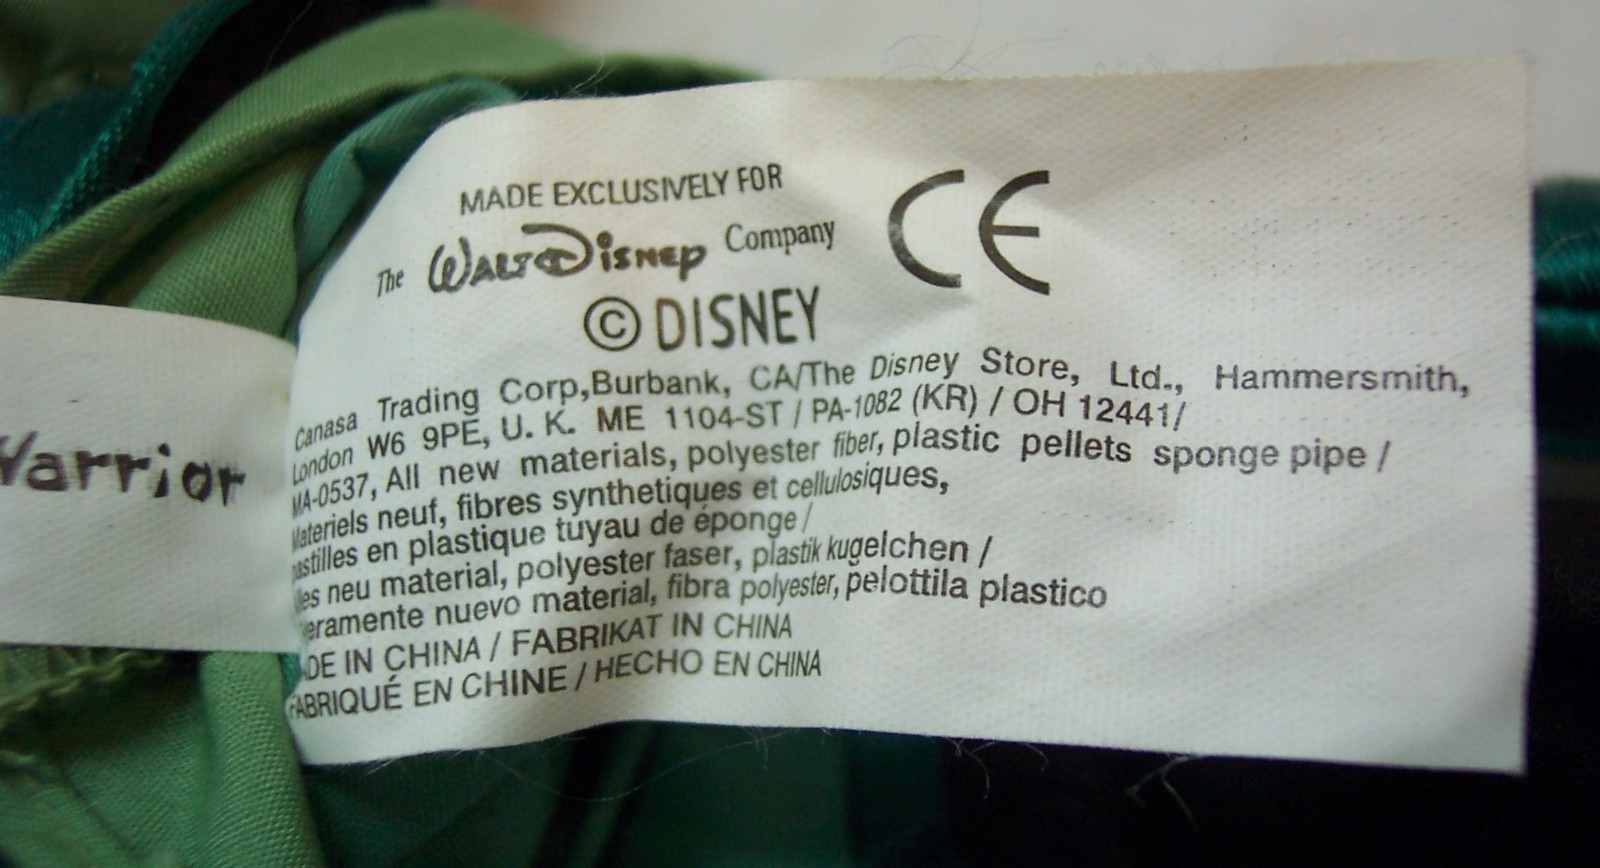 MADE EXCLUSIVELY FOR
The WALT DISNEY Company
CE
© DISNEY
Canasa Trading Corp,Burbank, CA/The Disney Store, Ltd., Hammersmith,
London W6 9PE, U. K. ME 1104-ST / PA-1082 (KR) / OH 12441/
MA-0537, All new materials, polyester fiber, plastic pellets sponge pipe /
Materiels neuf, fibres synthetiques et cellulosiques,
pastilles en plastique tuyau de éponge/
les neu material, polyester faser, plastik kugelchen /
eramente nuevo material, fibra polyester, pelottila plastico
DE IN CHINA / FABRIKAT IN CHINA
FABRIQUÉ EN CHINE / HECHO EN CHINA
Warrior